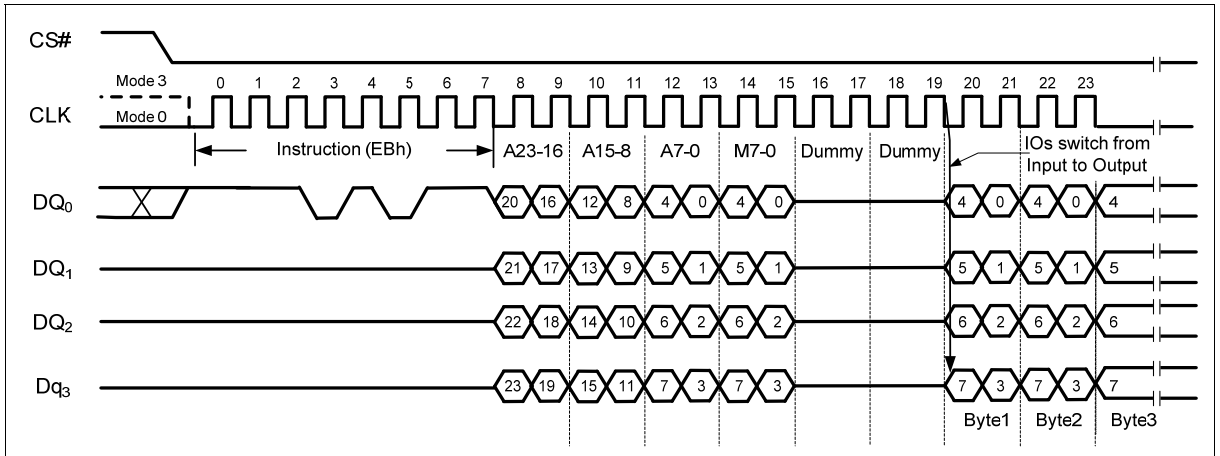 CS#
Mode 3
0 1 2 3 4 5 6 7 8 9 10 11 12 13 14 15 16 17 18 19 20 21 22 23
CLK
Mode 0
Instruction (EBh)
A23-16 A15-8 A7-0 M7-0 Dummy Dummy
IOs switch from
Input to Output
DQ0 20 16 12 8 4 0 4 0 4 0 4 0 4
DQ1 21 17 13 9 5 1 5 1 5 1 5 1 5
DQ2 22 18 14 10 6 2 6 2 6 2 6 2 6
Dq3 23 19 15 11 7 3 7 3 7 3 7 3 7
Byte1 Byte2 Byte3